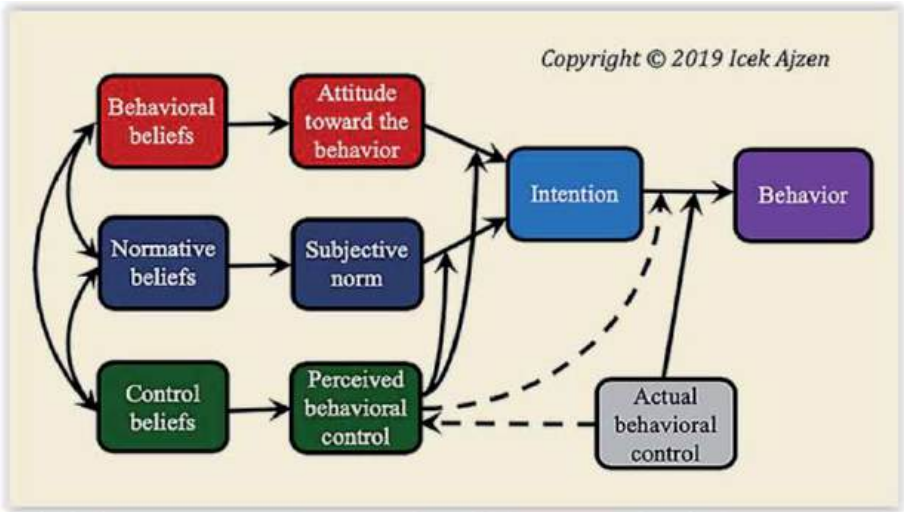 Copyright © 2019 Icek Ajzen
Behavioral
beliefs
Attitude
toward the
behavior
Intention
Behavior
Normative
beliefs
Subjective
norm
Control
beliefs
Perceived
behavioral
control
Actual
behavioral
control